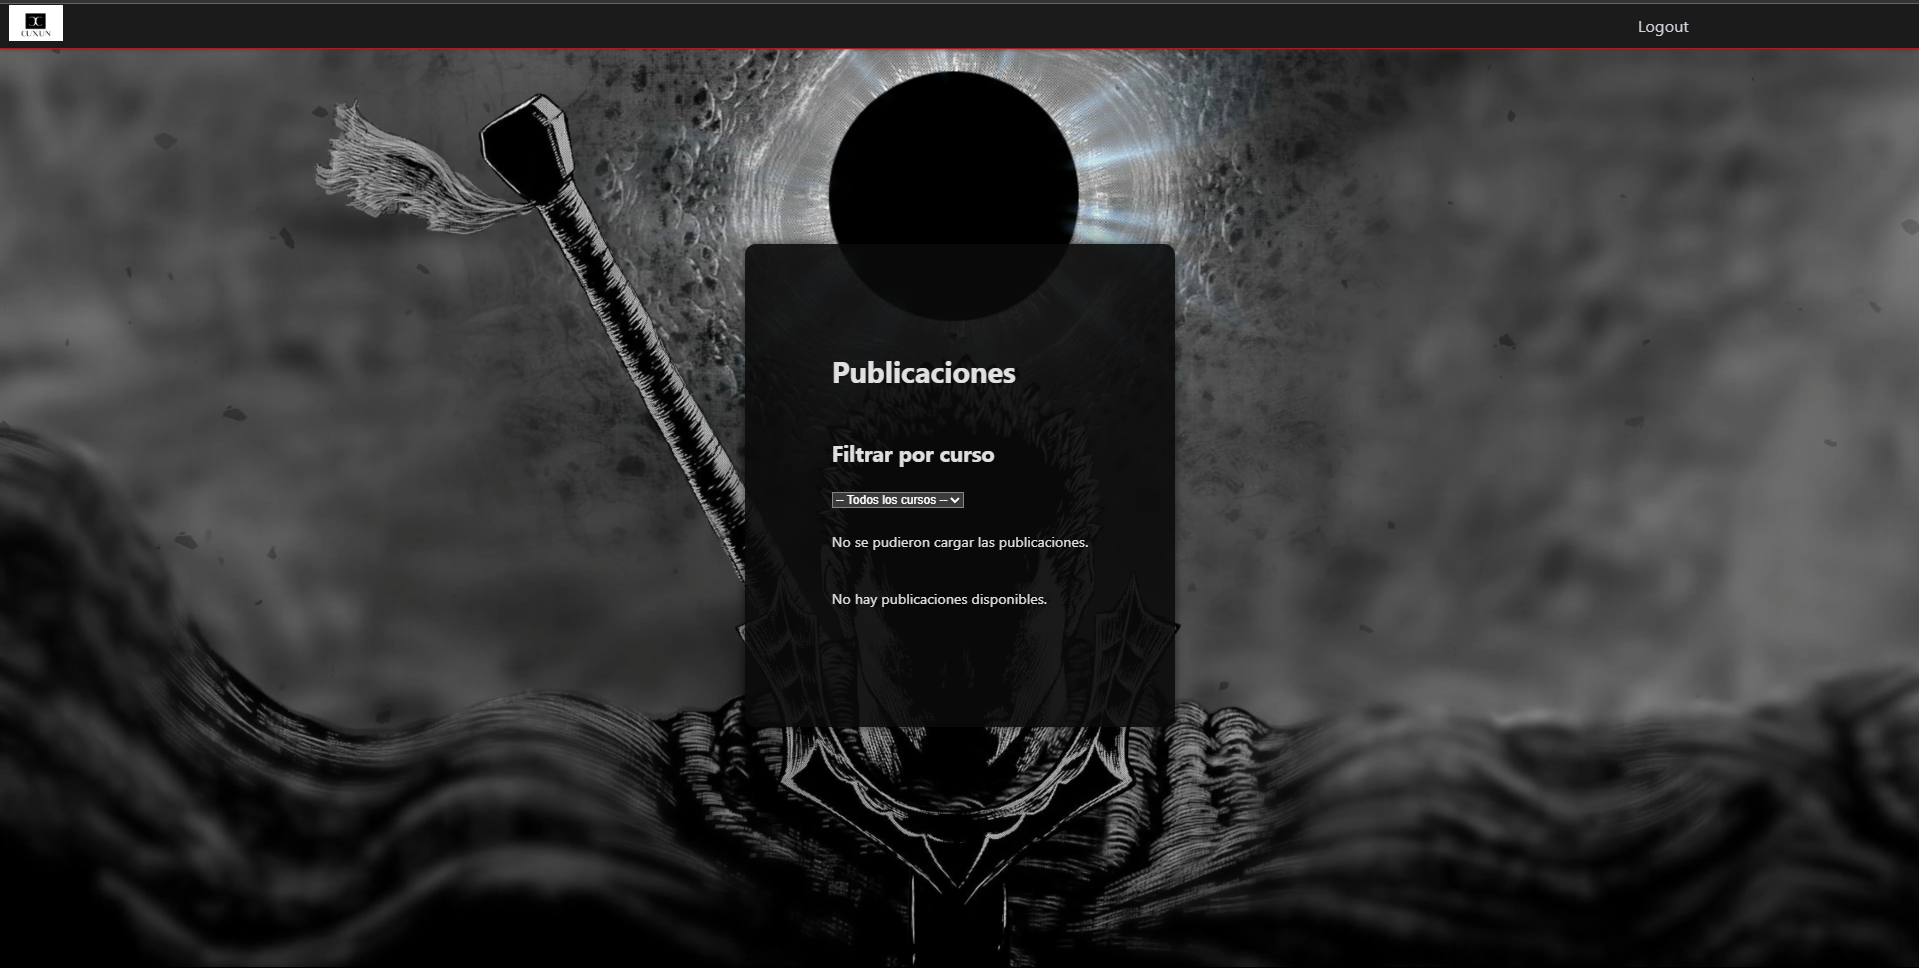 CUXUN
Logout
Publicaciones
Filtrar por curso
-- Todos los cursos --
No se pudieron cargar las publicaciones.
No hay publicaciones disponibles.